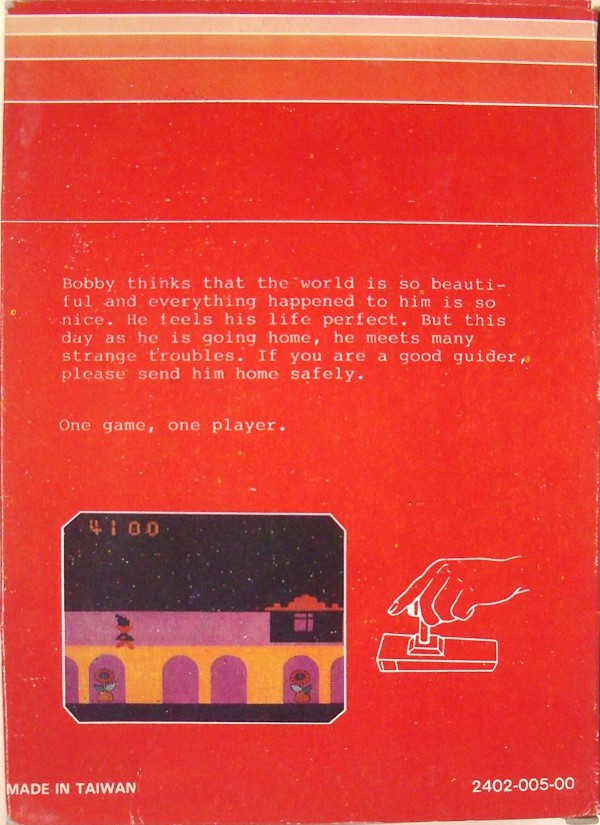 Bobby thinks that the world is so beauti-
ful and everything happened to him is so
nice. He feels his life perfect. But this
day as he is going home, he meets many
strange troubles. If you are a good guider,
please send him home safely.
One game, one player.
4100
MADE IN TAIWAN
2402-005-00